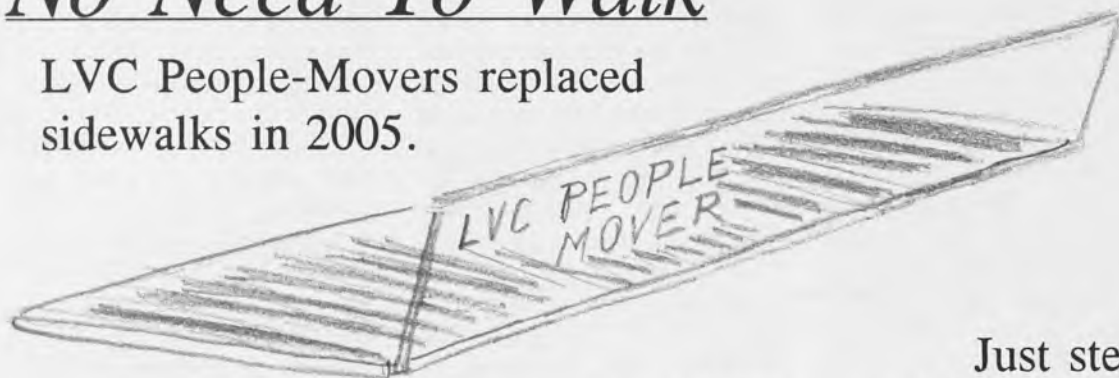 No Need To Walk
LVC People-Movers replaced
sidewalks in 2005.
LVC PEOPLE
MOVER
Just ste